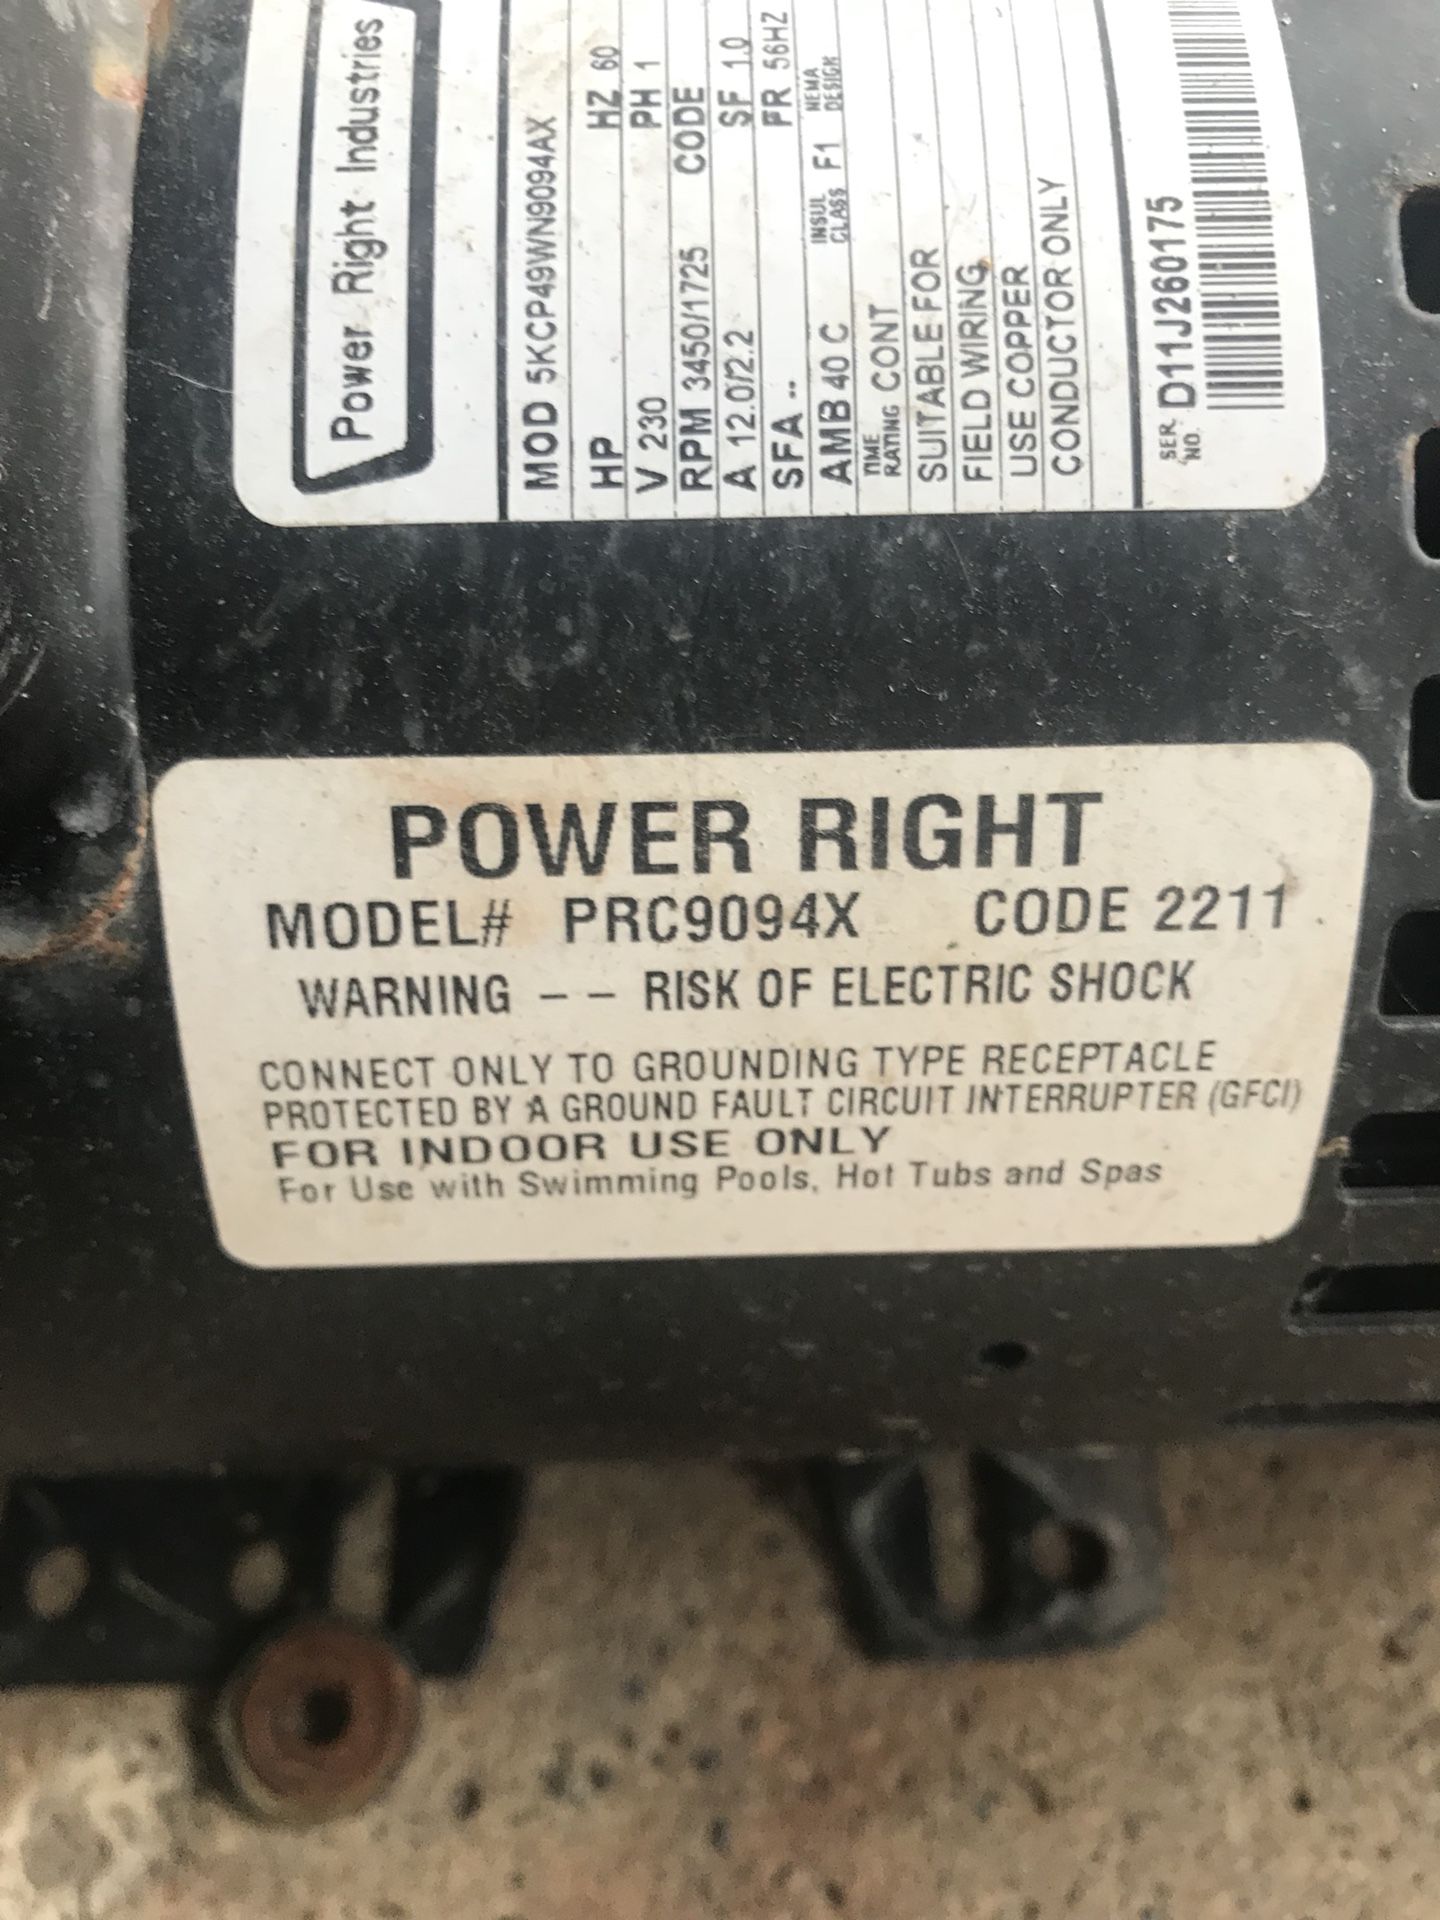 Power Right Industries
MOD 5KCP49WN9094AX
HP HZ 60
V 230 PH 1
RPM 3450/1725 CODE
A 12.0/2.2 SF 1.0
SFA -- FR 56HZ
AMB 40 C INSUL CLASS F1 NEMA DESIGN
TIME RATING CONT
SUITABLE FOR
FIELD WIRING,
USE COPPER
CONDUCTOR ONLY
SER NO. D11J260175
POWER RIGHT
MODEL# PRC9094X CODE 2211
WARNING -- RISK OF ELECTRIC SHOCK
CONNECT ONLY TO GROUNDING TYPE RECEPTACLE
PROTECTED BY A GROUND FAULT CIRCUIT INTERRUPTER (GFCI)
FOR INDOOR USE ONLY
For Use with Swimming Pools, Hot Tubs and Spas